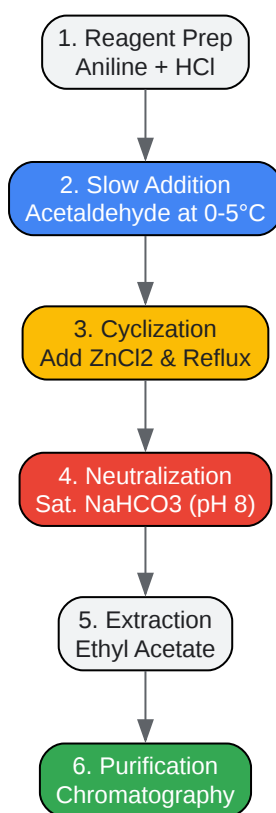 1. Reagent Prep
Aniline + HCl
2. Slow Addition
Acetaldehyde at 0-5°C
3. Cyclization
Add ZnCl2 & Reflux
4. Neutralization
Sat. NaHCO3 (pH 8)
5. Extraction
Ethyl Acetate
6. Purification
Chromatography